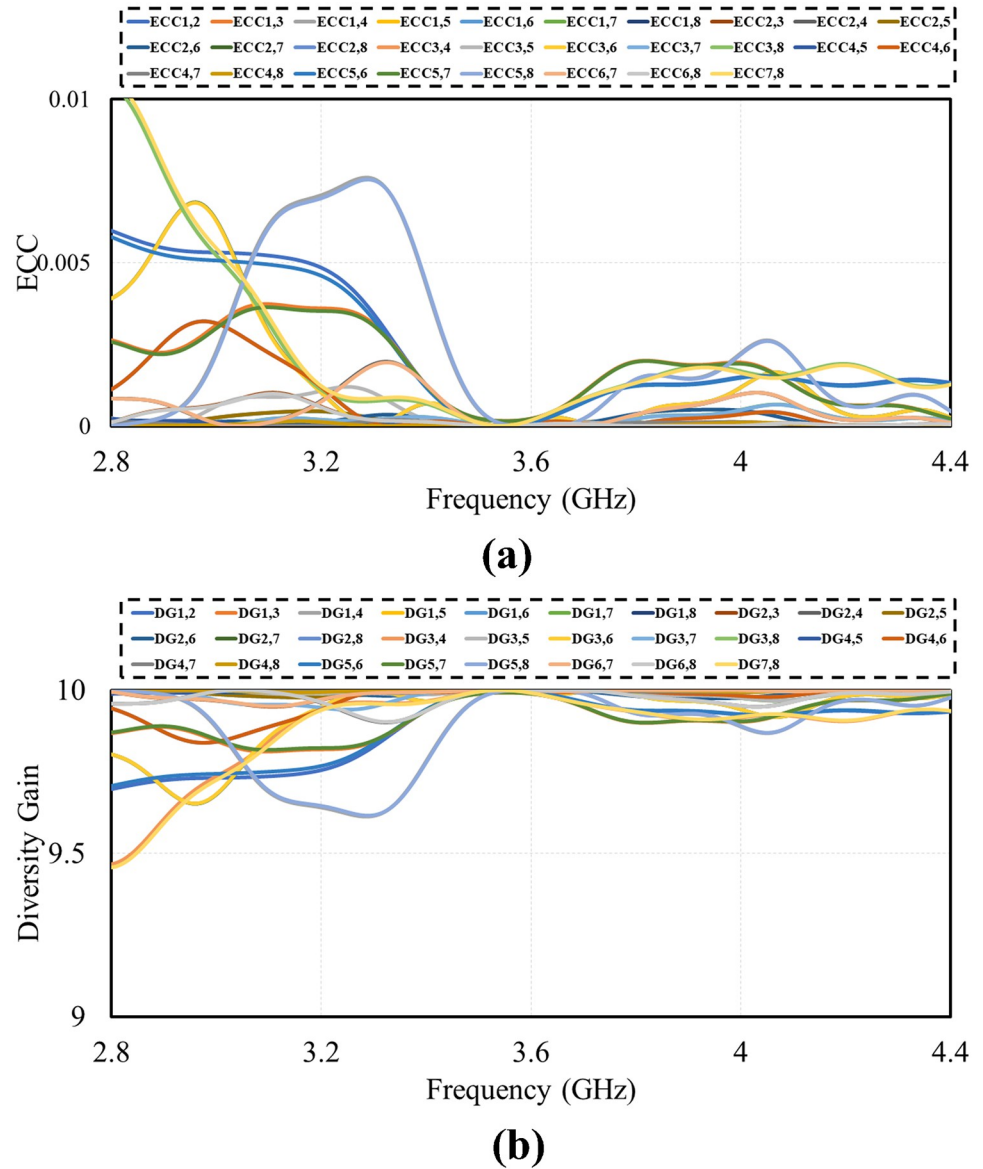 ECC1,2 ECC1,3 ECC1,4 ECC1,5 ECC1,6 ECC1,7 ECC1,8 ECC2,3 ECC2,4 ECC2,5
ECC2,6 ECC2,7 ECC2,8 ECC3,4 ECC3,5 ECC3,6 ECC3,7 ECC3,8 ECC4,5 ECC4,6
ECC4,7 ECC4,8 ECC5,6 ECC5,7 ECC5,8 ECC6,7 ECC6,8 ECC7,8
0.01
0.005
0
ECC
2.8 3.2 3.6 4 4.4
Frequency (GHz)
(a)
DG1,2 DG1,3 DG1,4 DG1,5 DG1,6 DG1,7 DG1,8 DG2,3 DG2,4 DG2,5
DG2,6 DG2,7 DG2,8 DG3,4 DG3,5 DG3,6 DG3,7 DG3,8 DG4,5 DG4,6
DG4,7 DG4,8 DG5,6 DG5,7 DG5,8 DG6,7 DG6,8 DG7,8
10
9.5
9
Diversity Gain
2.8 3.2 3.6 4 4.4
Frequency (GHz)
(b)